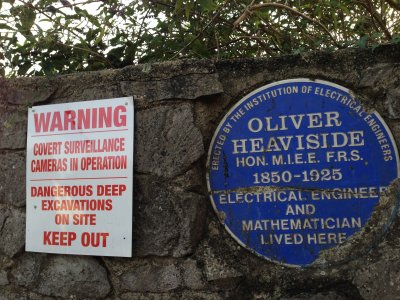 WARNING
COVERT SURVEILLANCE
CAMERAS IN OPERATION
DANGEROUS DEEP
EXCAVATIONS
ON SITE
KEEP OUT
ERECTED BY THE INSTITUTION OF ELECTRICAL ENGINEERS
OLIVER
HEAVISIDE
HON. M.I.E.E. F.R.S.
1850-1925
ELECTRICAL ENGINEER
AND
MATHEMATICIAN
LIVED HERE